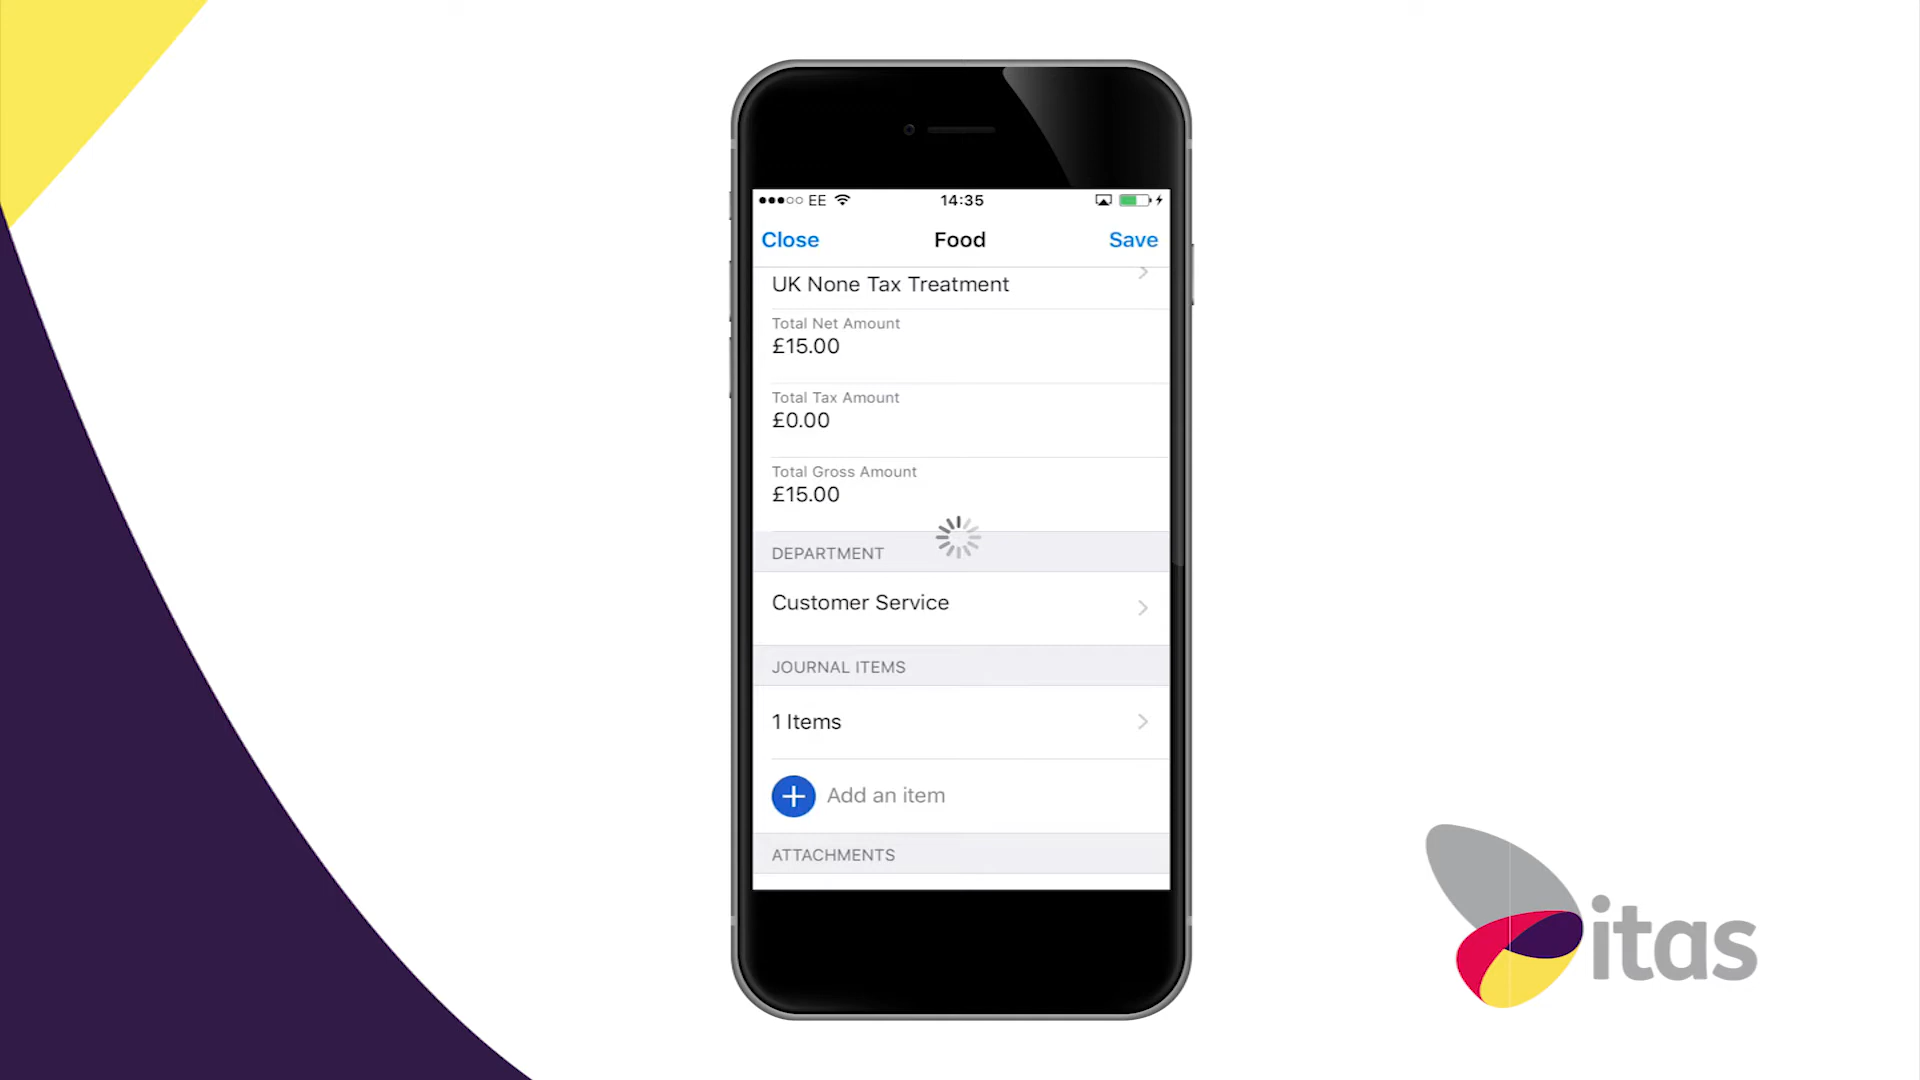 EE 14:35
Close Food Save
UK None Tax Treatment
Total Net Amount
£15.00
Total Tax Amount
£0.00
Total Gross Amount
£15.00
DEPARTMENT
Customer Service
JOURNAL ITEMS
1 Items
Add an item
ATTACHMENTS
itas